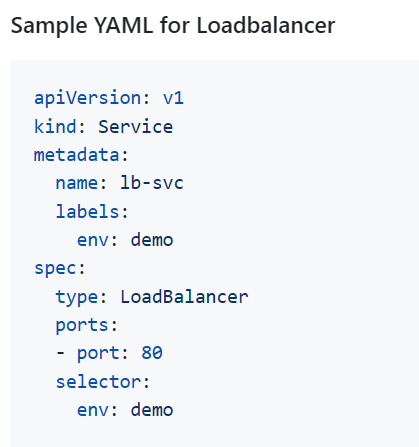 Sample YAML for Loadbalancer
apiVersion: v1
kind: Service
metadata:
  name: lb-svc
  labels:
    env: demo
spec:
  type: LoadBalancer
  ports:
  - port: 80
  selector:
    env: demo